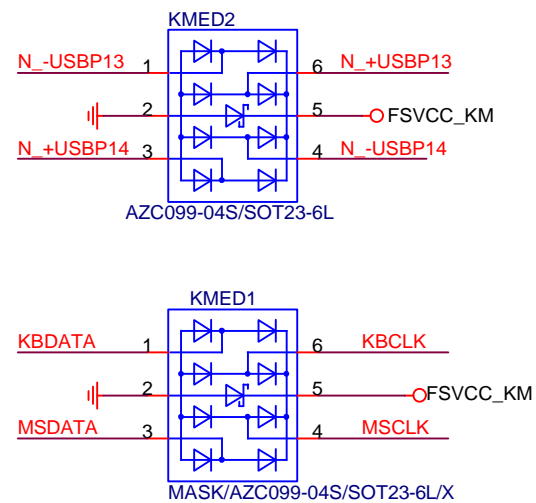 KMED2
N_-USBP13 1 6 N_+USBP13
2 5 FSVCC_KM
N_+USBP14 3 4 N_-USBP14
AZC099-04S/SOT23-6L
KMED1
KBDATA 1 6 KBCLK
2 5 FSVCC_KM
MSDATA 3 4 MSCLK
MASK/AZC099-04S/SOT23-6L/X